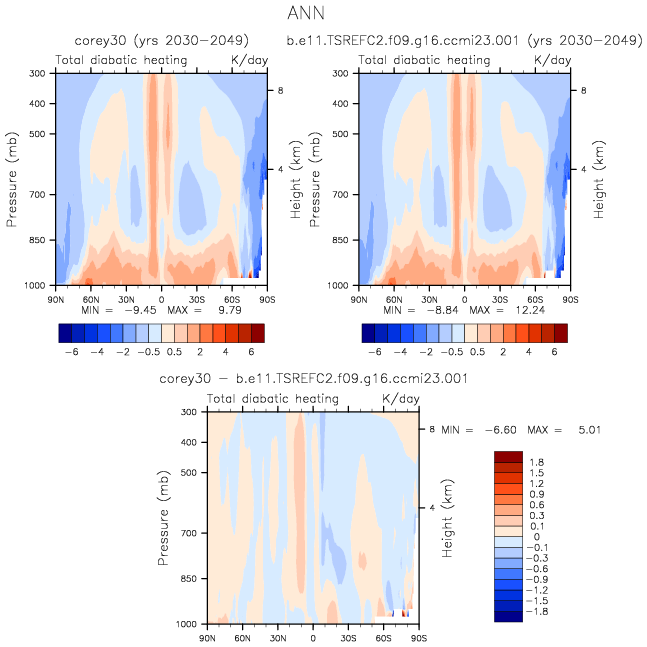 ANN
corey30 (yrs 2030-2049)
Total diabatic heating K/day
Pressure (mb)
300
400
500
700
850
1000
8
4
Height (km)
90N 60N 30N 0 30S 60S 90S
MIN = -9.45 MAX = 9.79
-6 -4 -2 -0.5 0.5 2 4 6
b.e11.TSREFC2.f09.g16.ccmi23.001 (yrs 2030-2049)
Total diabatic heating K/day
Pressure (mb)
300
400
500
700
850
1000
8
4
Height (km)
90N 60N 30N 0 30S 60S 90S
MIN = -8.84 MAX = 12.24
-6 -4 -2 -0.5 0.5 2 4 6
corey30 - b.e11.TSREFC2.f09.g16.ccmi23.001
Total diabatic heating K/day
Pressure (mb)
300
400
500
700
850
1000
8
4
Height (km)
90N 60N 30N 0 30S 60S 90S
MIN = -6.60 MAX = 5.01
1.8
1.5
1.2
0.9
0.6
0.3
0.1
0
-0.1
-0.3
-0.6
-0.9
-1.2
-1.5
-1.8